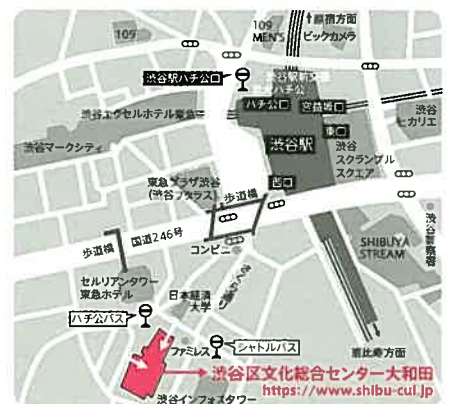 109
109
MEN'S
↑原宿方面
ビックカメラ
渋谷駅ハチ公口
ハチ公口
宮益坂口
渋谷エクセルホテル東急
東口
渋谷
ヒカリエ
渋谷マークシティ
渋谷駅
渋谷
スクランブル
スクエア
西口
東急プラザ渋谷
(渋谷フクラス)
歩道橋
国道246号
歩道橋
コンビニ
さくら通り
渋谷警察署
SHIBUYA
STREAM
セルリアンタワー
東急ホテル
日本経済
大学
ハチ公バス
ファミレス
シャトルバス
恵比寿方面
渋谷区文化総合センター大和田
https://www.shibu-cul.jp
渋谷インフォスタワー